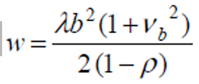 w = λb²(1+ν_b²) / 2(1−ρ)